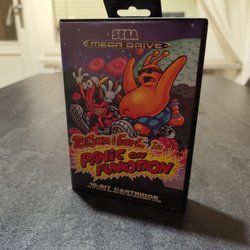 SEGA
MEGA DRIVE
ToeJam & Earl in
PANIC ON
FUNKOTRON
16-BIT CARTRIDGE